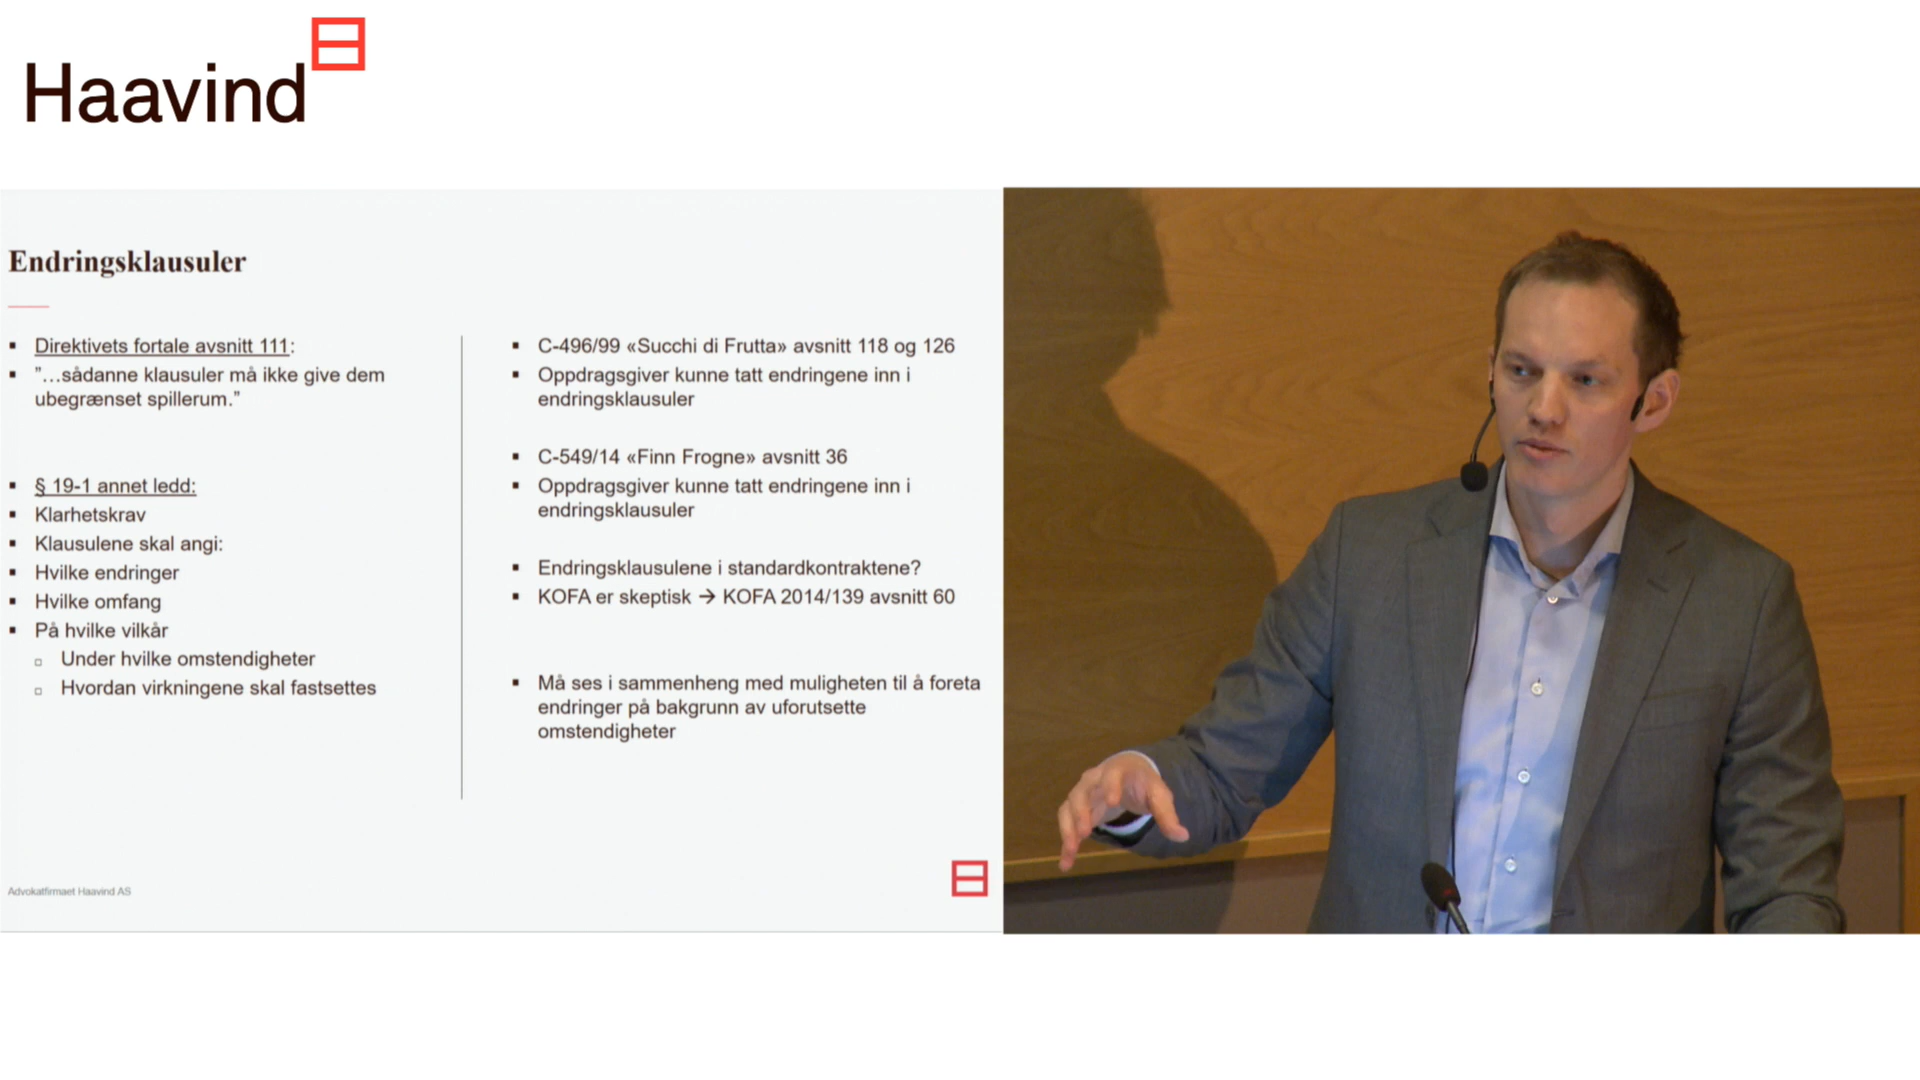 Haavind
Endringsklausuler
▪ Direktivets fortale avsnitt 111:
▪ ”…sådanne klausuler må ikke give dem
ubegrænset spillerum.”
▪ § 19-1 annet ledd:
▪ Klarhetskrav
▪ Klausulene skal angi:
▪ Hvilke endringer
▪ Hvilke omfang
▪ På hvilke vilkår
▫ Under hvilke omstendigheter
▫ Hvordan virkningene skal fastsettes
▪ C-496/99 «Succhi di Frutta» avsnitt 118 og 126
▪ Oppdragsgiver kunne tatt endringene inn i
endringsklausuler
▪ C-549/14 «Finn Frogne» avsnitt 36
▪ Oppdragsgiver kunne tatt endringene inn i
endringsklausuler
▪ Endringsklausulene i standardkontraktene?
▪ KOFA er skeptisk → KOFA 2014/139 avsnitt 60
▪ Må ses i sammenheng med muligheten til å foreta
endringer på bakgrunn av uforutsette
omstendigheter
Advokatfirmaet Haavind AS